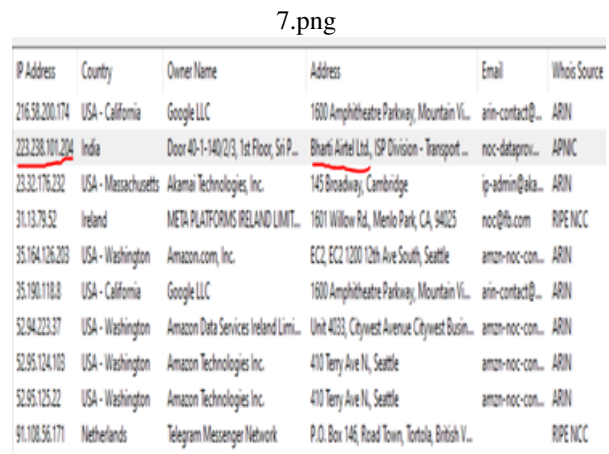 7.png
IP Address Country Owner Name Address Email Whois Source
216.58.200.174 USA - California Google LLC 1600 Amphitheatre Parkway, Mountain Vi... arin-contact@... ARIN
223.238.101.204 India Door 40-1-140/2/3, 1st Floor, Sri P... Bharti Airtel Ltd., ISP Division - Transport ... noc-dataprov... APNIC
23.32.176.232 USA - Massachusetts Akamai Technologies, Inc. 145 Broadway, Cambridge ip-admin@aka... ARIN
31.13.79.52 Ireland META PLATFORMS IRELAND LIMIT... 1601 Willow Rd., Menlo Park, CA, 94025 noc@fb.com RIPE NCC
35.164.126.203 USA - Washington Amazon.com, Inc. EC2, EC2 1200 12th Ave South, Seattle amzn-noc-con... ARIN
35.190.118.8 USA - California Google LLC 1600 Amphitheatre Parkway, Mountain Vi... arin-contact@... ARIN
52.94.223.37 USA - Washington Amazon Data Services Ireland Limi... Unit 4033, Citywest Avenue Citywest Busin... amzn-noc-con... ARIN
52.95.124.103 USA - Washington Amazon Technologies Inc. 410 Terry Ave N., Seattle amzn-noc-con... ARIN
52.95.125.22 USA - Washington Amazon Technologies Inc. 410 Terry Ave N., Seattle amzn-noc-con... ARIN
91.108.56.171 Netherlands Telegram Messenger Network P.O. Box 146, Road Town, Tortola, British V... RIPE NCC